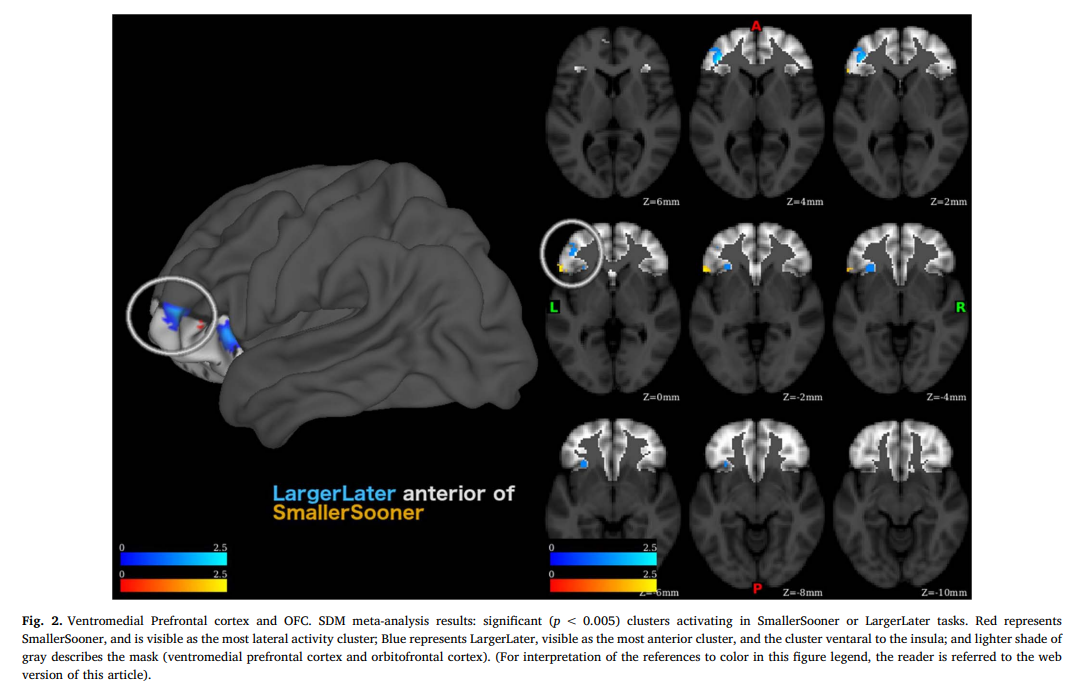 A
Z=6mm
Z=4mm
Z=2mm
L
R
Z=0mm
Z=-2mm
Z=-4mm
LargerLater anterior of
SmallerSooner
0 2.5
0 2.5
0 2.5
0 2.5
Z=-6mm
P
Z=-8mm
Z=-10mm
Fig. 2. Ventromedial Prefrontal cortex and OFC. SDM meta-analysis results: significant (p < 0.005) clusters activating in SmallerSooner or LargerLater tasks. Red represents
SmallerSooner, and is visible as the most lateral activity cluster; Blue represents LargerLater, visible as the most anterior cluster, and the cluster ventaral to the insula; and lighter shade of
gray describes the mask (ventromedial prefrontal cortex and orbitofrontal cortex). (For interpretation of the references to color in this figure legend, the reader is referred to the web
version of this article).